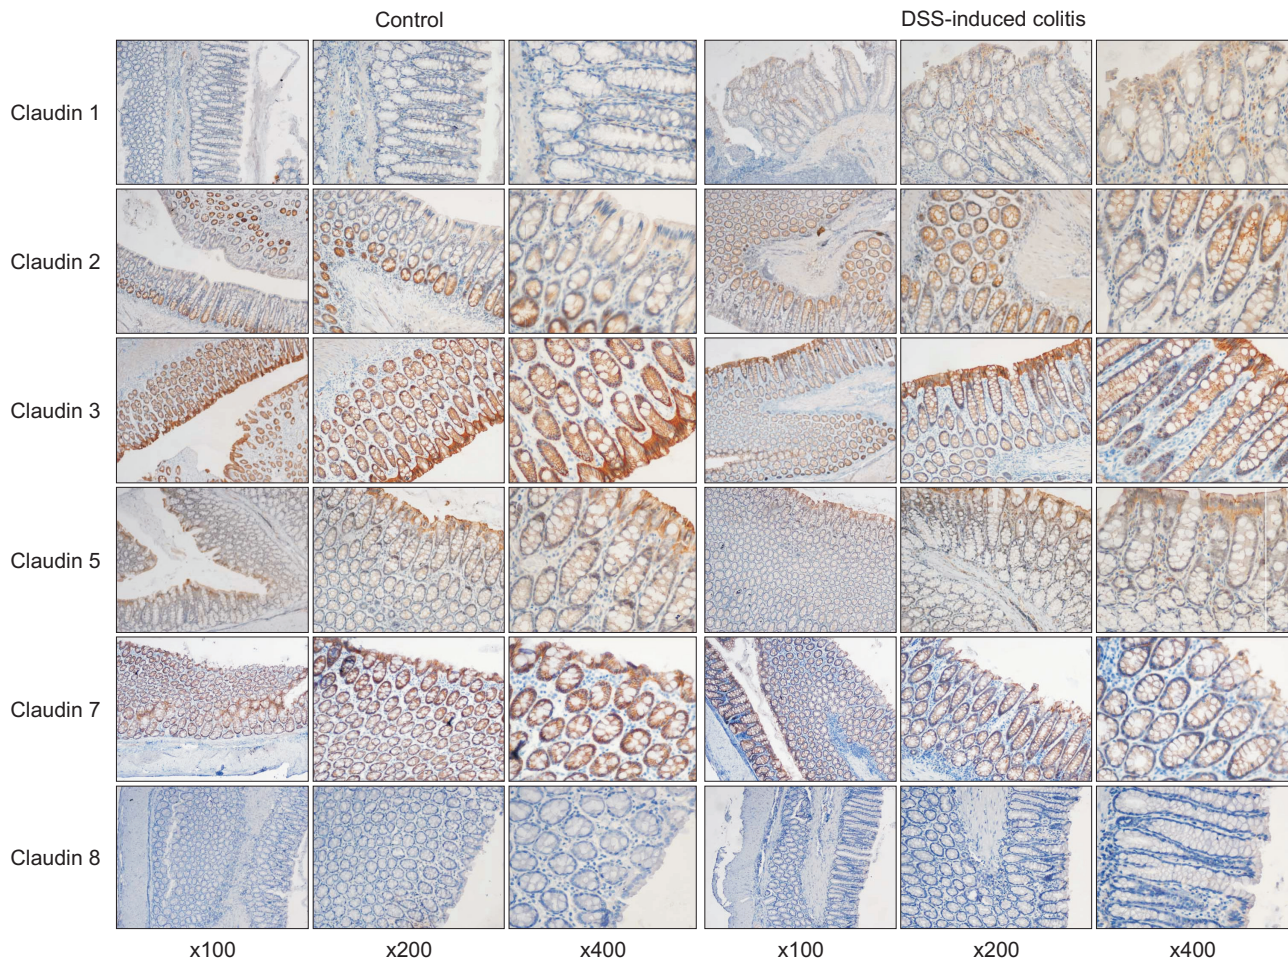 Control DSS-induced colitis
Claudin 1
Claudin 2
Claudin 3
Claudin 5
Claudin 7
Claudin 8
x100 x200 x400 x100 x200 x400